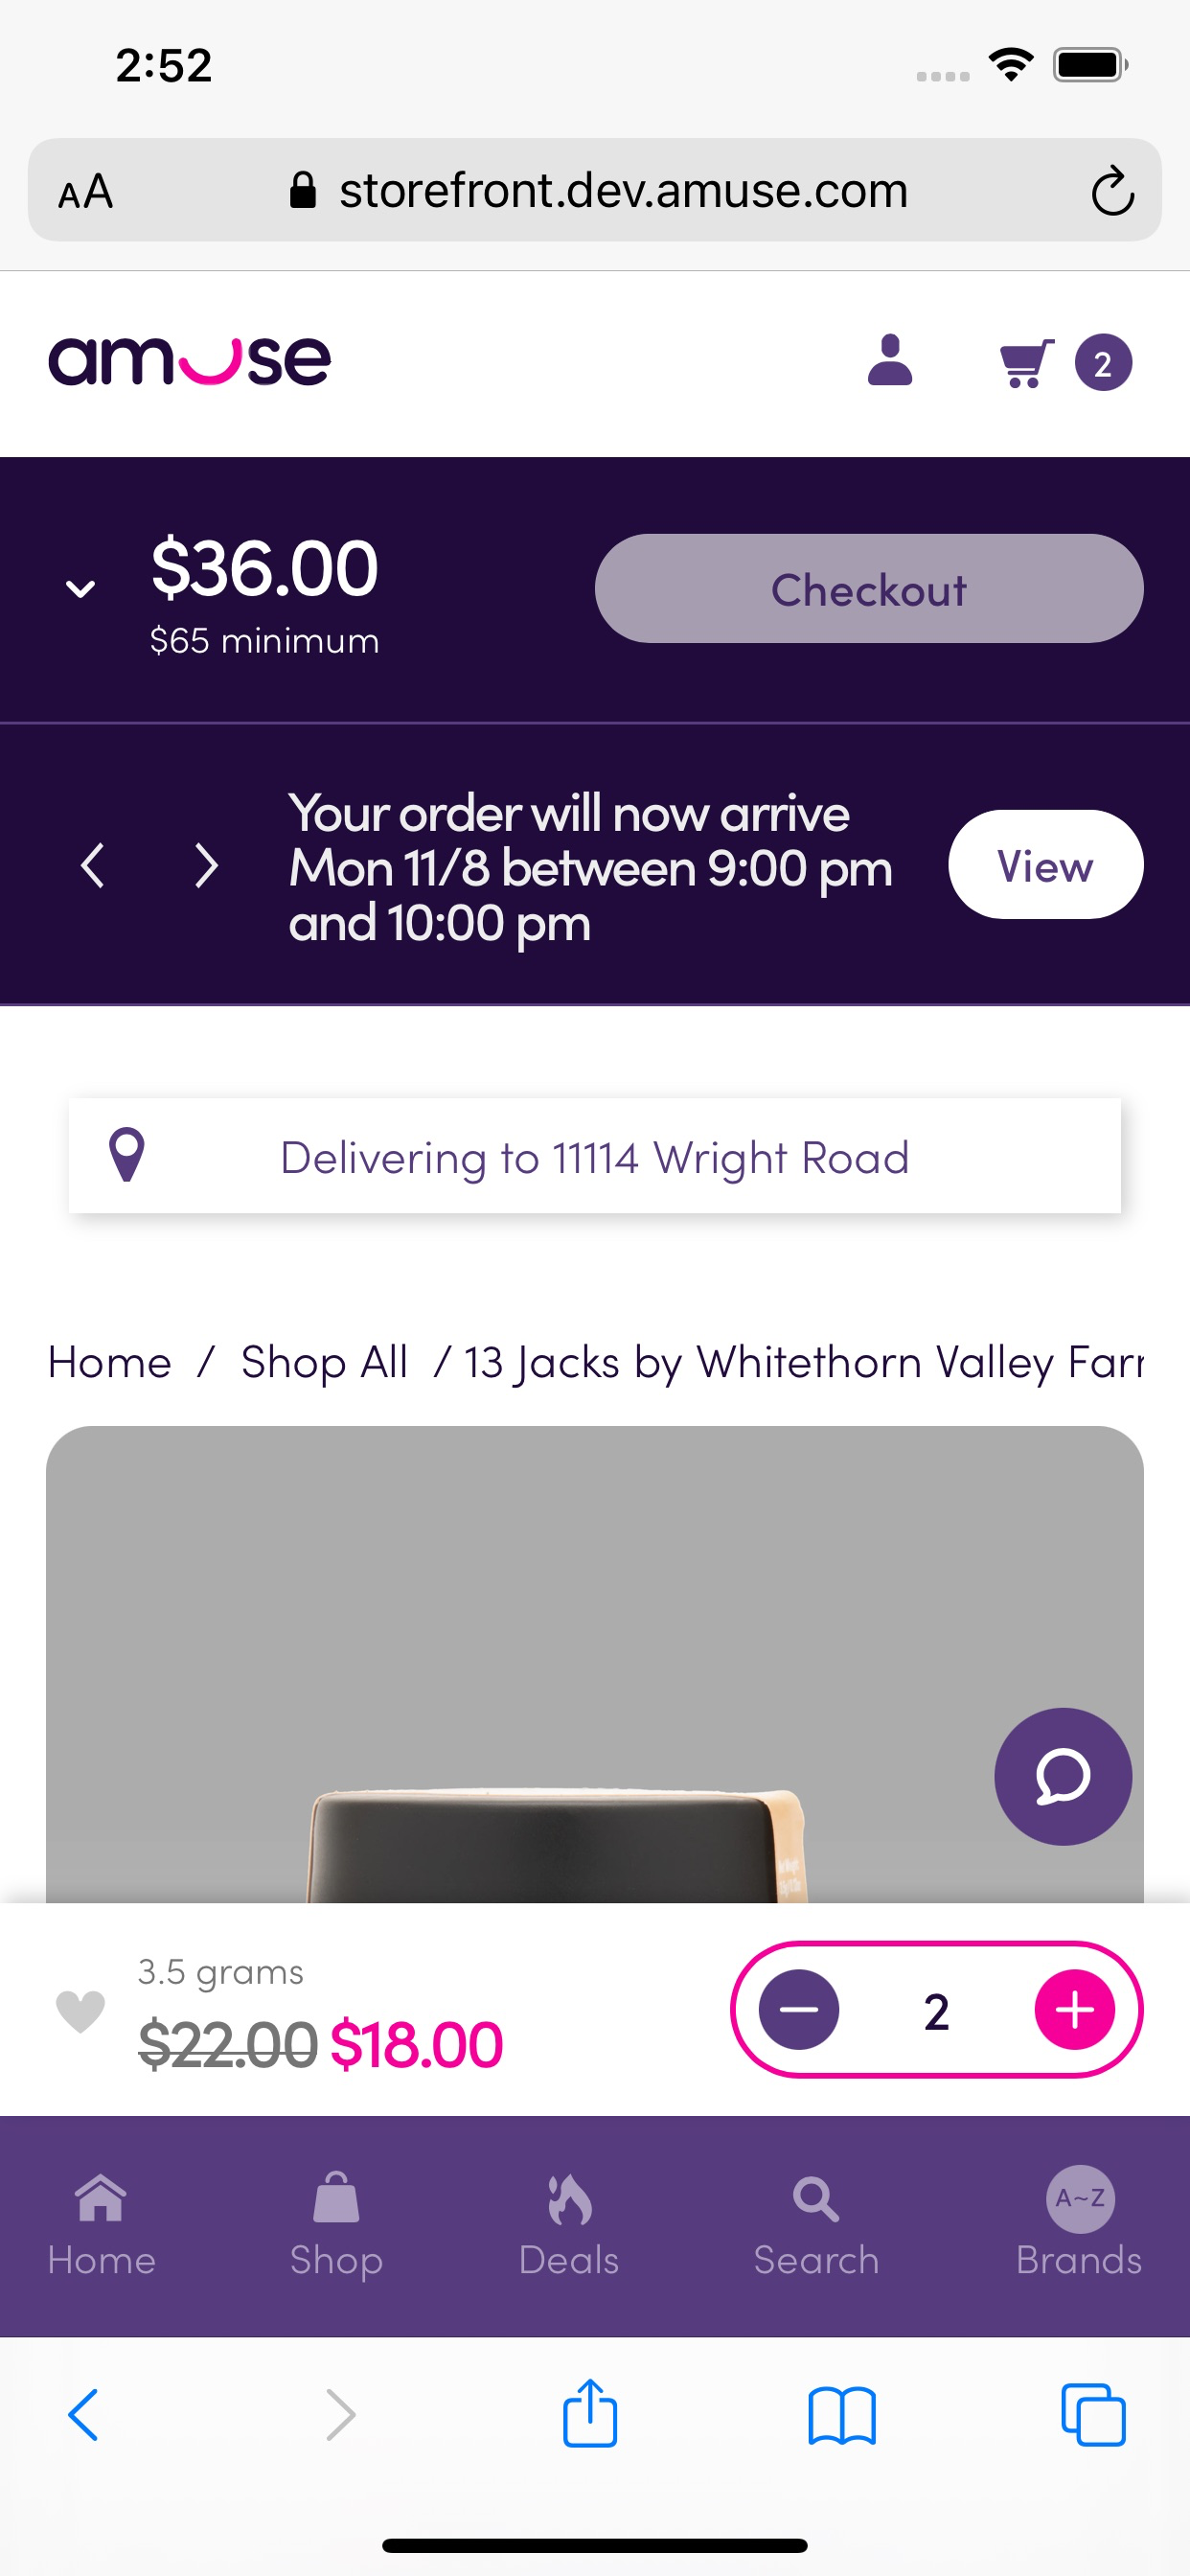 2:52
AA storefront.dev.amuse.com
amuse 2
$36.00
$65 minimum
Checkout
Your order will now arrive
Mon 11/8 between 9:00 pm
and 10:00 pm
View
Delivering to 11114 Wright Road
Home / Shop All / 13 Jacks by Whitethorn Valley Farr
3.5 grams
$22.00 $18.00
2
A~Z
Home Shop Deals Search Brands